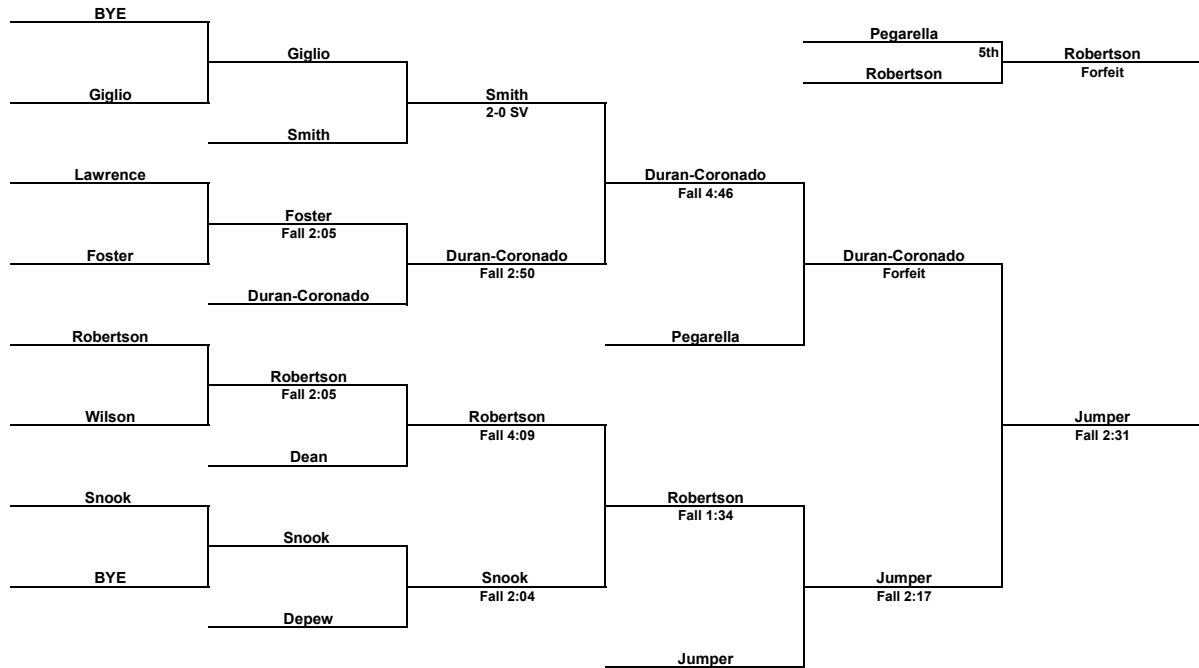 BYE
Pegarella
Giglio
5th
Robertson
Robertson
Forfeit
Giglio
Smith
2-0 SV
Smith
Lawrence
Duran-Coronado
Fall 4:46
Foster
Fall 2:05
Foster
Duran-Coronado
Fall 2:50
Duran-Coronado
Forfeit
Duran-Coronado
Robertson
Pegarella
Robertson
Fall 2:05
Wilson
Robertson
Fall 4:09
Jumper
Fall 2:31
Dean
Snook
Robertson
Fall 1:34
Snook
BYE
Snook
Fall 2:04
Jumper
Fall 2:17
Depew
Jumper